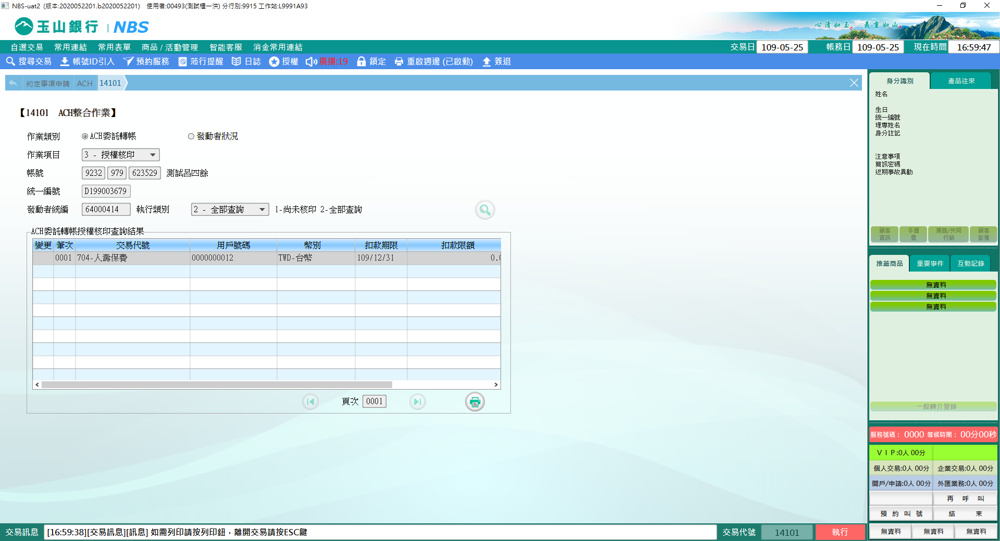 NBS-uat2 (版本:2020052201.b2020052201) 使用者:00493(測試櫃一洪) 分行別:9915 工作站:L9991A93
玉山銀行 | NBS
心清如玉。 義重如山。
自選交易 常用連結 常用表單 商品 / 活動管理 智能客服 消金常用連結 交易日 109-05-25 帳務日 109-05-25 現在時間 16:59:47
搜尋交易 帳號ID引入 預約服務 蒞行提醒 日誌 授權 廣播:19 鎖定 重啟週邊 (已啟動) 簽退
約定事項申請 ACH 14101
【14101 ACH整合作業】
作業類別 ACH委託轉帳 發動者狀況
作業項目 3 - 授權核印
帳號 9232 979 623529 測試呂四餘
統一編號 D199003679
發動者統編 64000414 執行類別 2 - 全部查詢 1-尚未核印 2-全部查詢
ACH委託轉帳授權核印查詢結果
變更 筆次 交易代號 用戶號碼 幣別 扣款期限 扣款限額
0001 704-人壽保費 0000000012 TWD-台幣 109/12/31 0.0
頁次 0001
身分識別 產品往來
姓名
生日
統一編號
理專姓名
身分註記
注意事項
簡訊密碼
近期事故異動
顧客資訊 手續費 通路/共同行銷 顧客影像
推薦商品 重要事件 互動記錄
無資料
無資料
無資料
一般轉介登錄
服務號碼: 0000 等候時間: 00分00秒
VIP:0人 00分
個人交易:0人 00分 企業交易:0人 00分
開戶/申請:0人 00分 外匯業務:0人 00分
再 呼 叫
預 約 叫 號 結 束
交易訊息 [16:59:38][交易訊息][訊息] 如需列印請按列印鈕，離開交易請按ESC鍵 交易代號 14101 執行 無資料 無資料 無資料